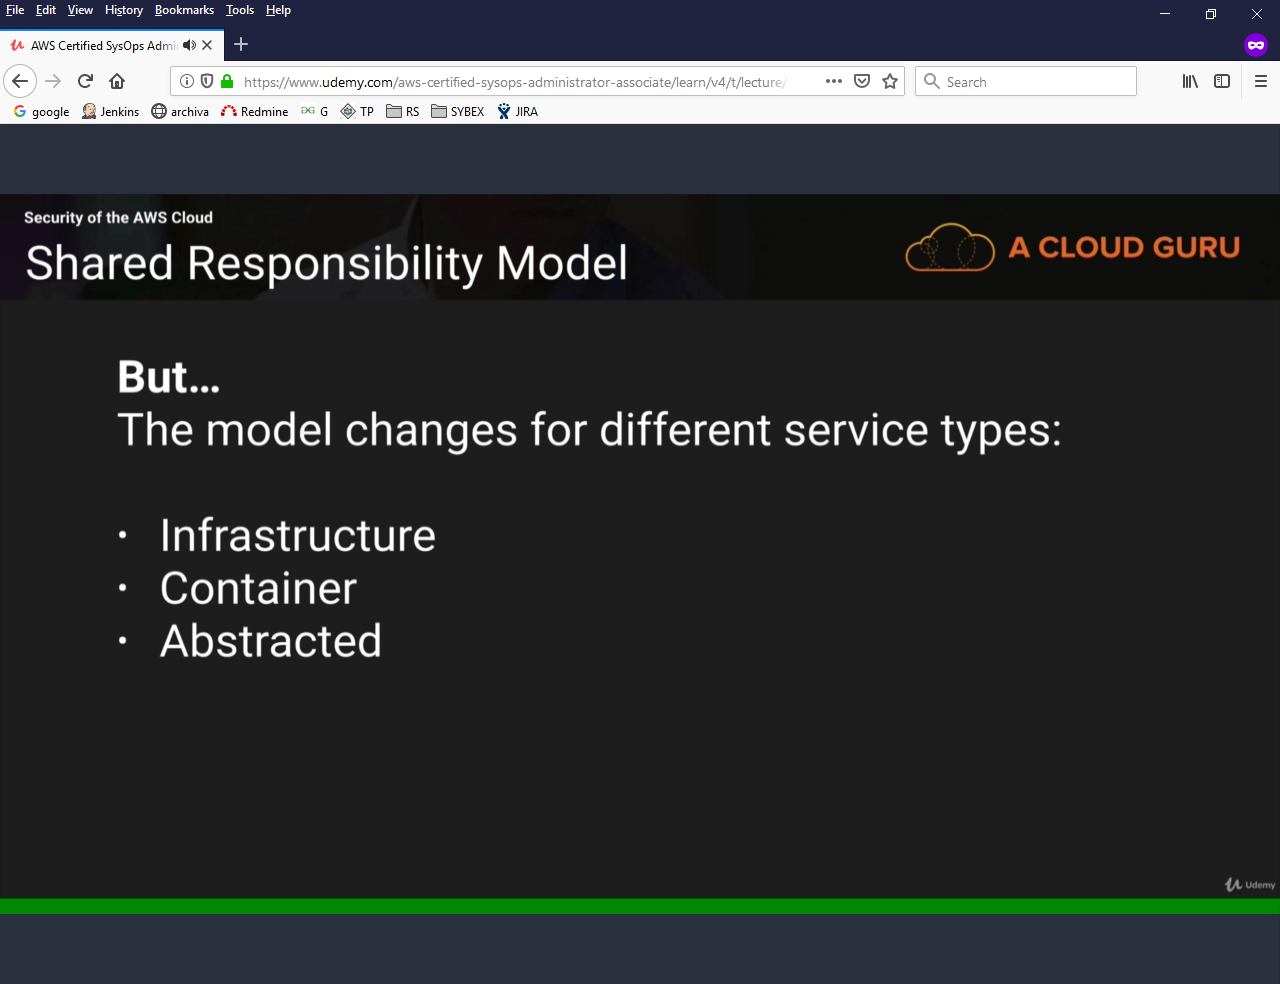 File Edit View History Bookmarks Tools Help
AWS Certified SysOps Admi
https://www.udemy.com/aws-certified-sysops-administrator-associate/learn/v4/t/lecture/
Search
google Jenkins archiva Redmine G TP RS SYBEX JIRA
Security of the AWS Cloud
Shared Responsibility Model
A CLOUD GURU
But...
The model changes for different service types:
· Infrastructure
· Container
· Abstracted
Udemy